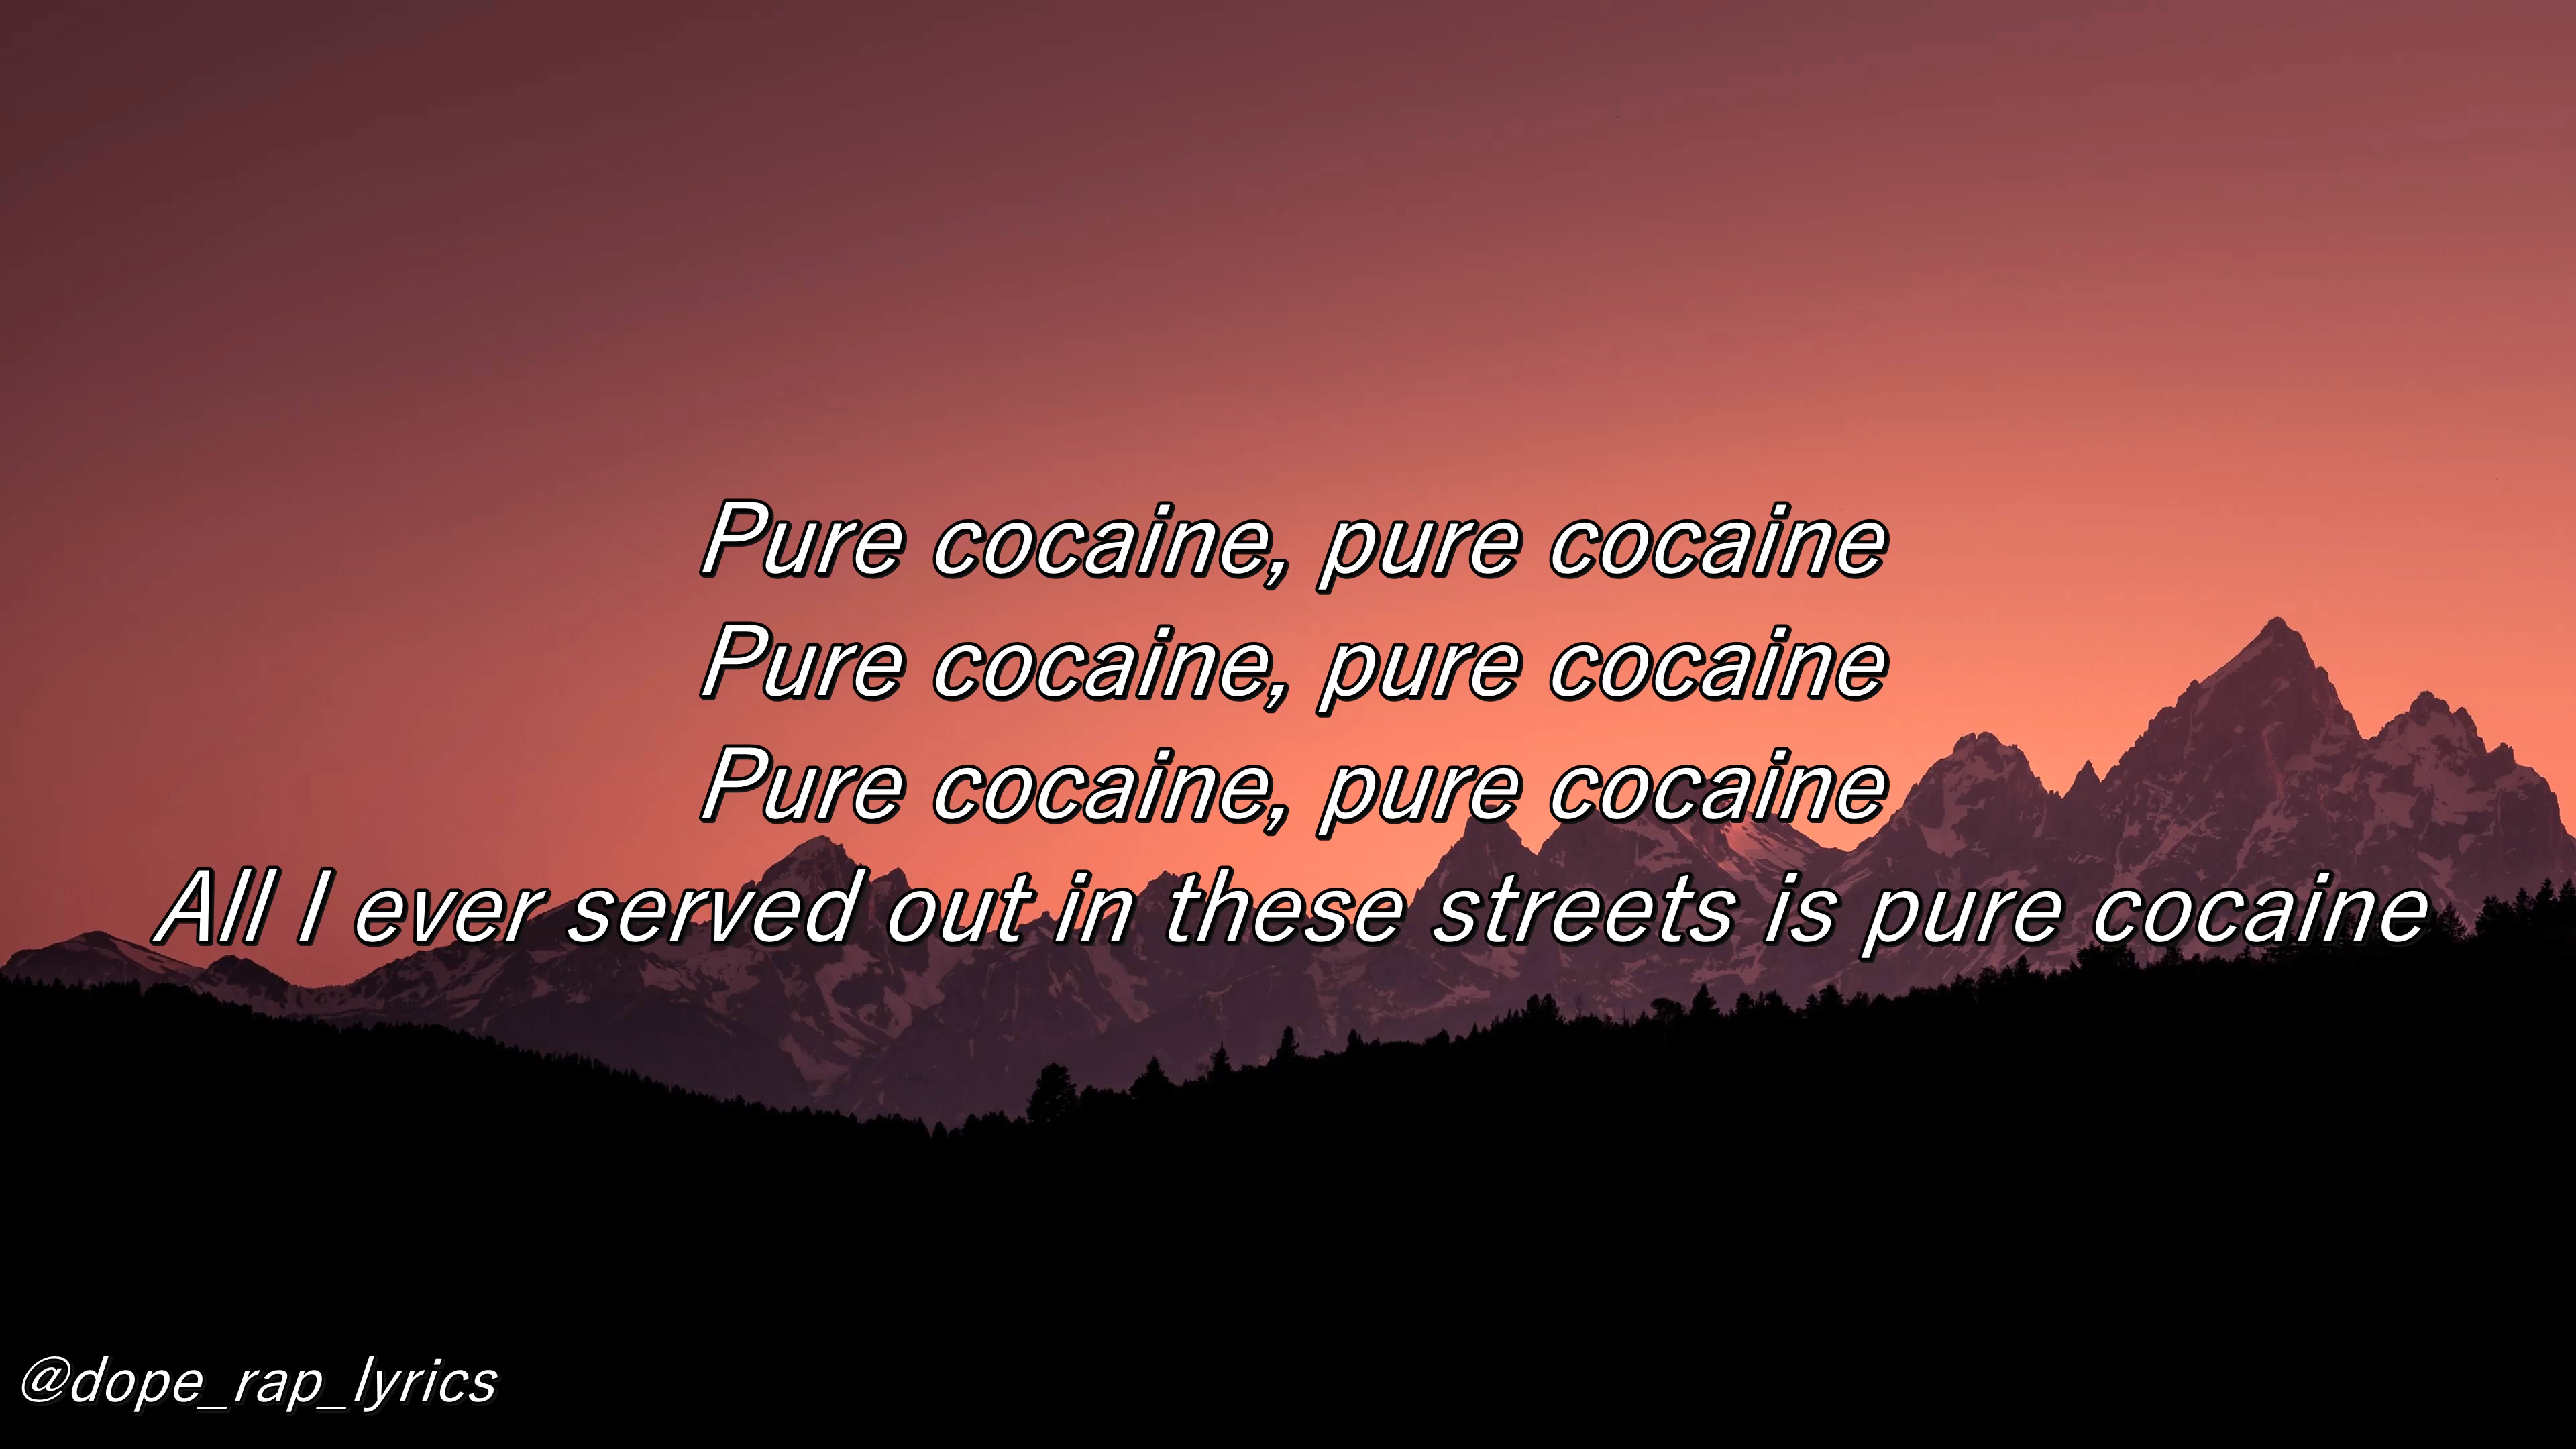 Pure cocaine, pure cocaine
Pure cocaine, pure cocaine
Pure cocaine, pure cocaine
All I ever served out in these streets is pure cocaine
@dope_rap_lyrics